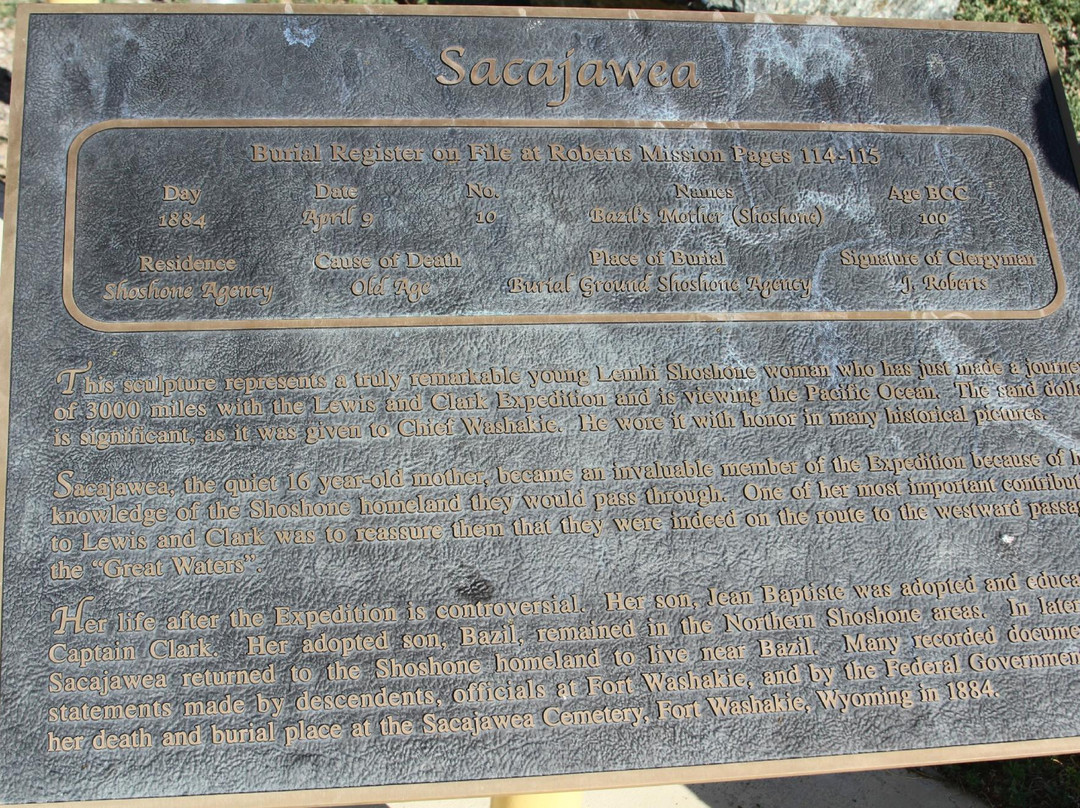 Sacajawea
Burial Register on File at Roberts Mission Pages 114-115
Day Date No. Names Age BCC
1884 April 9 10 Bazil's Mother (Shoshone) 100
Residence Cause of Death Place of Burial Signature of Clergyman
Shoshone Agency Old Age Burial Ground Shoshone Agency J. Roberts
This sculpture represents a truly remarkable young Lemhi Shoshone woman who has just made a journe
of 3000 miles with the Lewis and Clark Expedition and is viewing the Pacific Ocean. The sand doll
is significant, as it was given to Chief Washakie. He wore it with honor in many historical pictures.
Sacajawea, the quiet 16 year-old mother, became an invaluable member of the Expedition because of h
knowledge of the Shoshone homeland they would pass through. One of her most important contribut
to Lewis and Clark was to reassure them that they were indeed on the route to the westward passa
the "Great Waters".
Her life after the Expedition is controversial. Her son, Jean Baptiste was adopted and educa
Captain Clark. Her adopted son, Bazil, remained in the Northern Shoshone areas. In later
Sacajawea returned to the Shoshone homeland to live near Bazil. Many recorded docume
statements made by descendents, officials at Fort Washakie, and by the Federal Governmen
her death and burial place at the Sacajawea Cemetery, Fort Washakie, Wyoming in 1884.